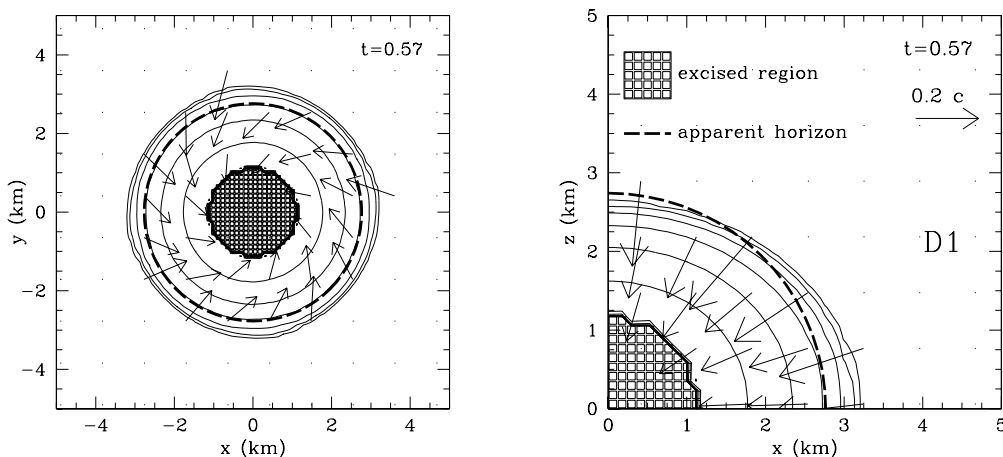 t=0.57
4
2
0
−2
−4
y (km)
−4 −2 0 2 4
x (km)
t=0.57
excised region
0.2 c
apparent horizon
D1
5
4
3
2
1
0
z (km)
0 1 2 3 4 5
x (km)